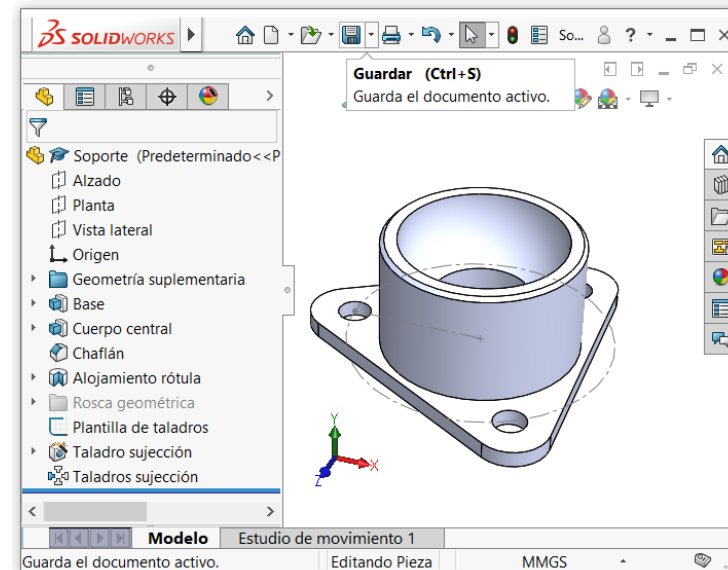 SOLIDWORKS
So...
?
Guardar (Ctrl+S)
Guarda el documento activo.
Soporte (Predeterminado<<P
Alzado
Planta
Vista lateral
Origen
Geometría suplementaria
Base
Cuerpo central
Chaflán
Alojamiento rótula
Rosca geométrica
Plantilla de taladros
Taladro sujección
Taladros sujección
Y
X
Z
Modelo
Estudio de movimiento 1
Guarda el documento activo.
Editando Pieza
MMGS